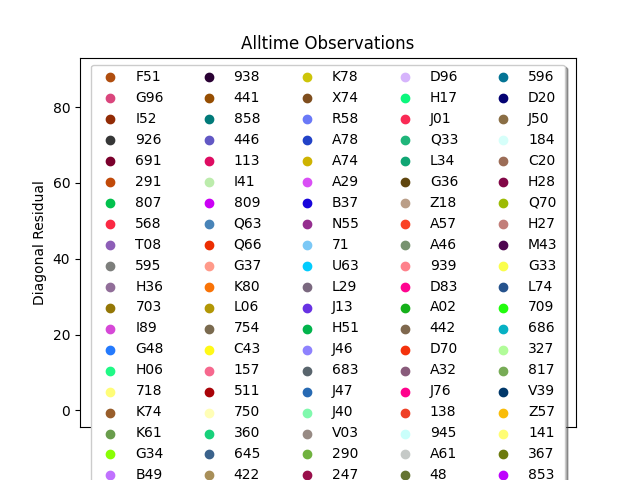 Alltime Observations
Diagonal Residual
80
60
40
20
0
F51 938 K78 D96 596
G96 441 X74 H17 D20
I52 858 R58 J01 J50
926 446 A78 Q33 184
691 113 A74 L34 C20
291 I41 A29 G36 H28
807 809 B37 Z18 Q70
568 Q63 N55 A57 H27
T08 Q66 71 A46 M43
595 G37 U63 939 G33
H36 K80 L29 D83 L74
703 L06 J13 A02 709
I89 754 H51 442 686
G48 C43 J46 D70 327
H06 157 683 A32 817
718 511 J47 J76 V39
K74 750 J40 138 Z57
K61 360 V03 945 141
G34 645 290 A61 367
B49 422 247 48 853